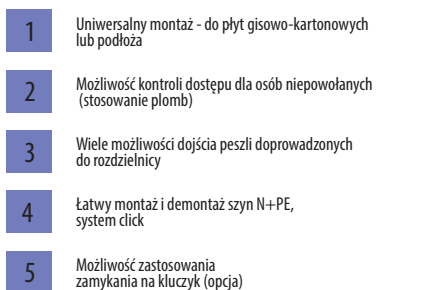 1
Uniwersalny montaż - do płyt gisowo-kartonowych
lub podłoża
2
Możliwość kontroli dostępu dla osób niepowołanych
(stosowanie plomb)
3
Wiele możliwości dojścia peszli doprowadzonych
do rozdzielnicy
4
Łatwy montaż i demontaż szyn N+PE,
system click
5
Możliwość zastosowania
zamykania na kluczyk (opcja)